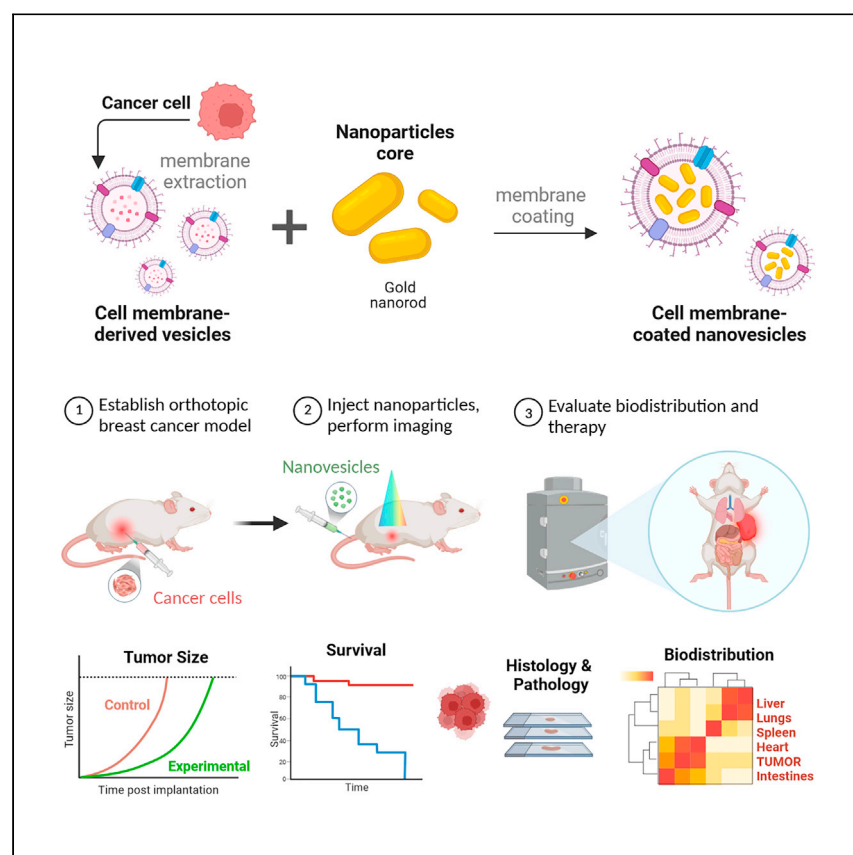 Cancer cell
membrane
extraction
Cell membrane-
derived vesicles
Nanoparticles
core
Gold
nanorod
membrane
coating
Cell membrane-
coated nanovesicles
1 Establish orthotopic
breast cancer model
Cancer cells
2 Inject nanoparticles,
perform imaging
Nanovesicles
3 Evaluate biodistribution and
therapy
Tumor Size
Tumor size
Control
Experimental
Time post implantation
Survival
Survival
100
80
60
40
20
0
Time
Histology &
Pathology
Biodistribution
Liver
Lungs
Spleen
Heart
TUMOR
Intestines